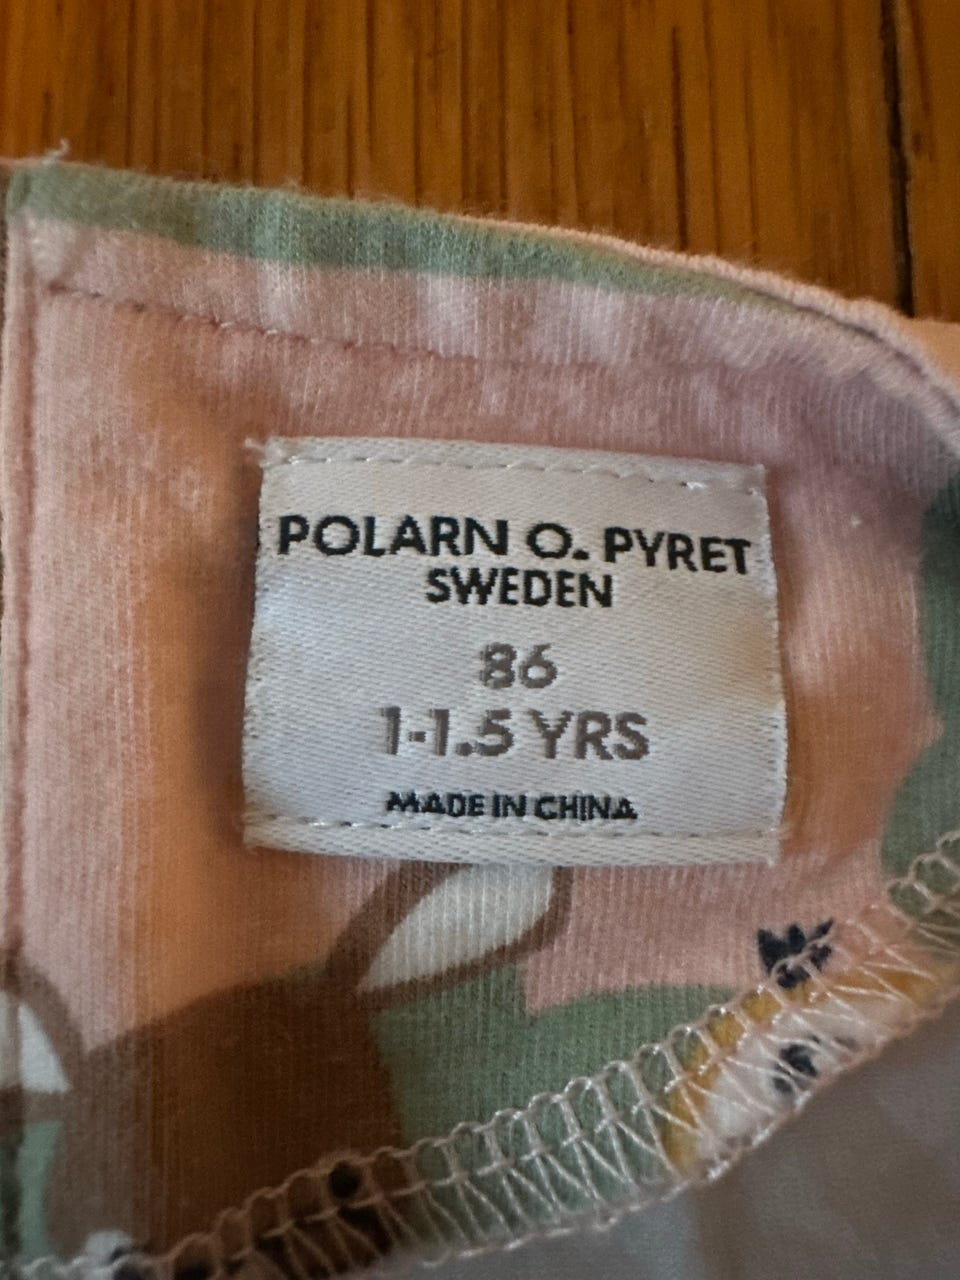 POLARN O. PYRET
SWEDEN
86
1-1.5 YRS
MADE IN CHINA